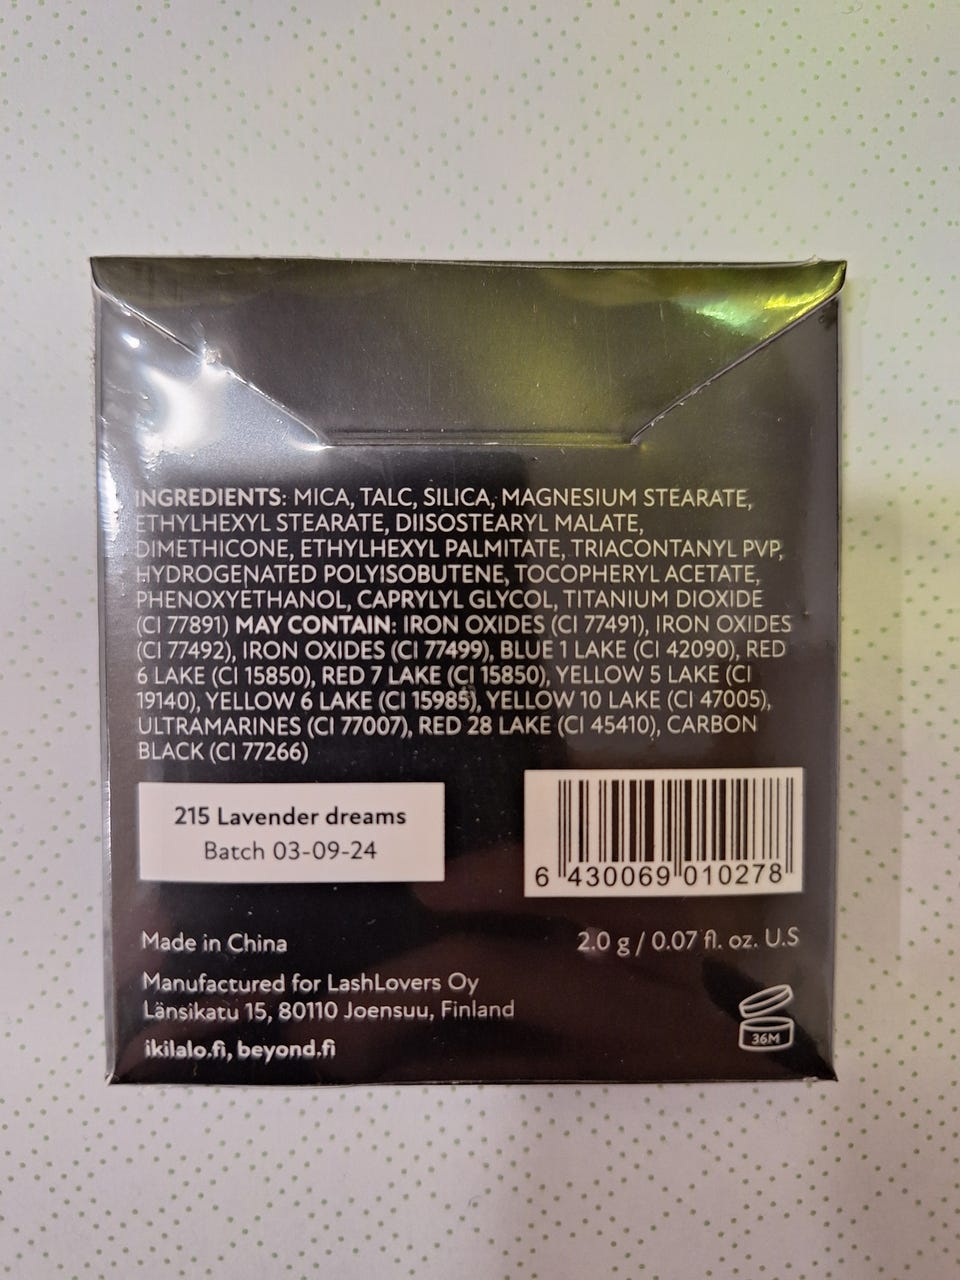 INGREDIENTS: MICA, TALC, SILICA, MAGNESIUM STEARATE,
ETHYLHEXYL STEARATE, DIISOSTEARYL MALATE,
DIMETHICONE, ETHYLHEXYL PALMITATE, TRIACONTANYL PVP,
HYDROGENATED POLYISOBUTENE, TOCOPHERYL ACETATE,
PHENOXYETHANOL, CAPRYLYL GLYCOL, TITANIUM DIOXIDE
(CI 77891) MAY CONTAIN: IRON OXIDES (CI 77491), IRON OXIDES
(CI 77492), IRON OXIDES (CI 77499), BLUE 1 LAKE (CI 42090), RED
6 LAKE (CI 15850), RED 7 LAKE (CI 15850), YELLOW 5 LAKE (CI
19140), YELLOW 6 LAKE (CI 15985), YELLOW 10 LAKE (CI 47005),
ULTRAMARINES (CI 77007), RED 28 LAKE (CI 45410), CARBON
BLACK (CI 77266)
215 Lavender dreams
Batch 03-09-24
6 430069 010278
Made in China
2.0 g / 0.07 fl. oz. U.S
Manufactured for LashLovers Oy
Länsikatu 15, 80110 Joensuu, Finland
ikilalo.fi, beyond.fi
36M